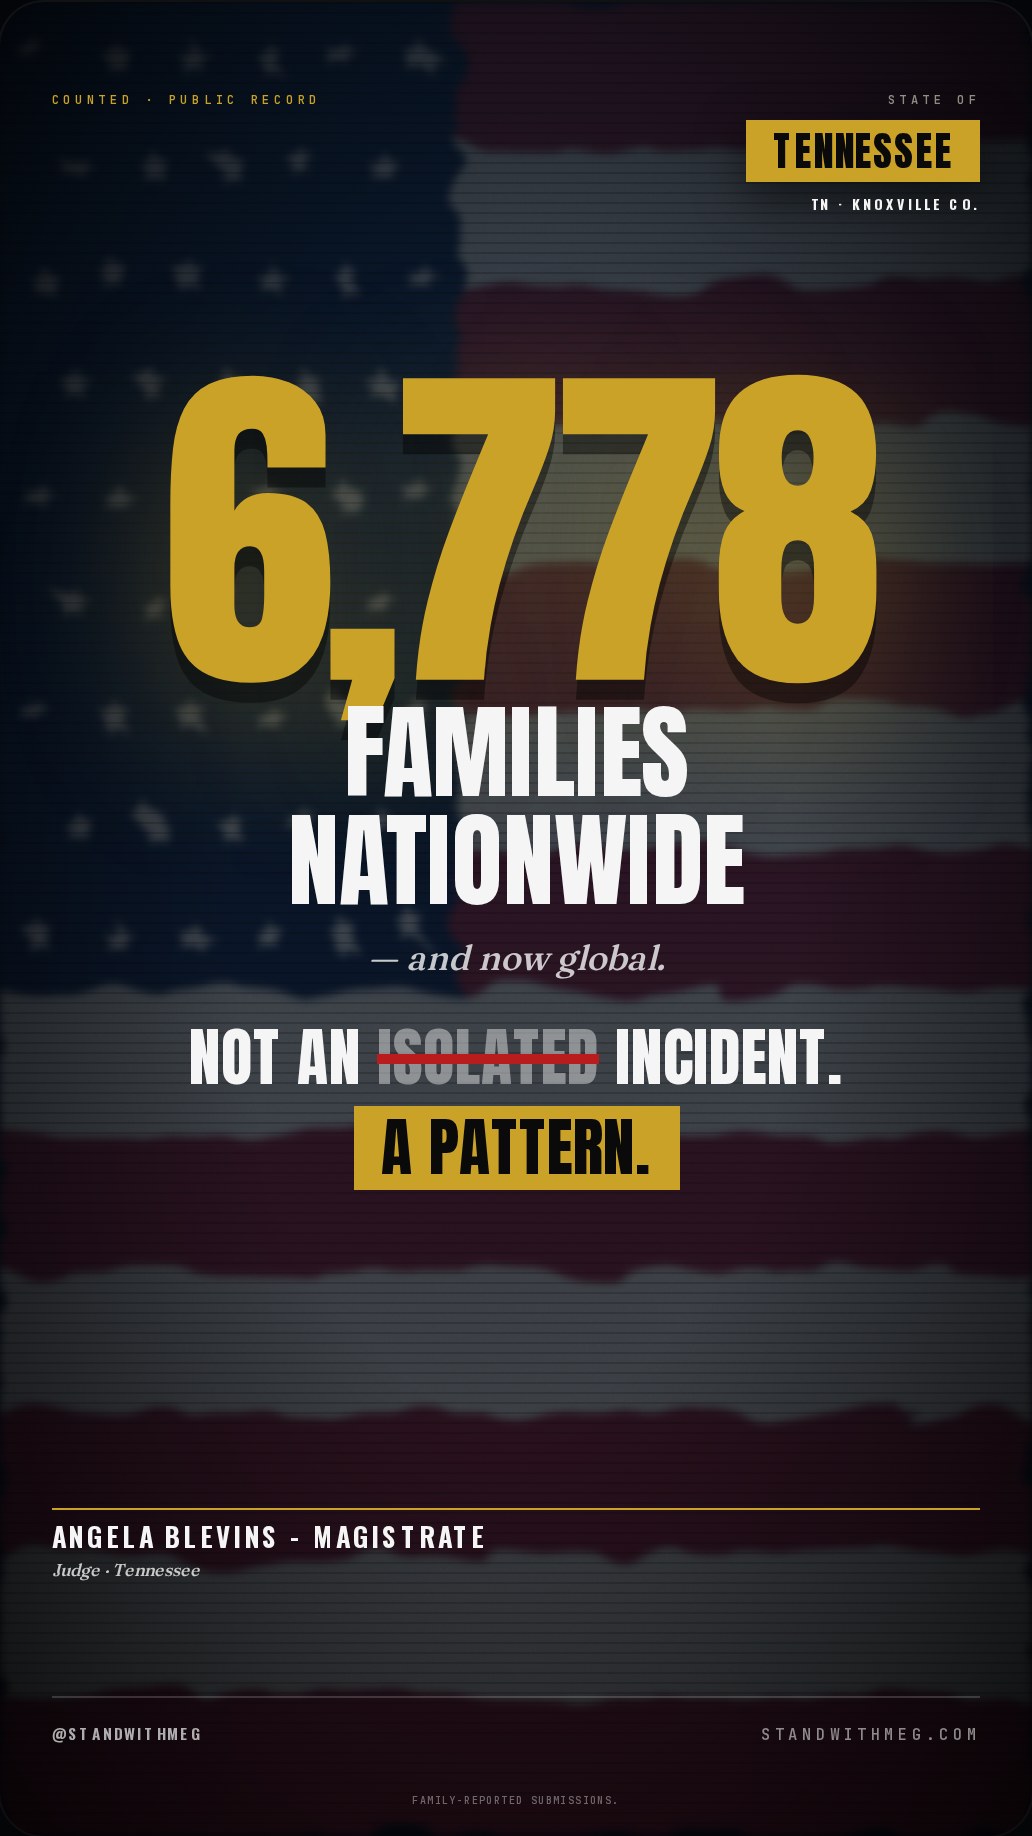 COUNTED · PUBLIC RECORD
STATE OF
TENNESSEE
TN · KNOXVILLE CO.
6,778
FAMILIES
NATIONWIDE
— and now global.
NOT AN ISOLATED INCIDENT.
A PATTERN.
ANGELA BLEVINS - MAGISTRATE
Judge · Tennessee
@STANDWITHMEG
STANDWITHMEG.COM
FAMILY-REPORTED SUBMISSIONS.